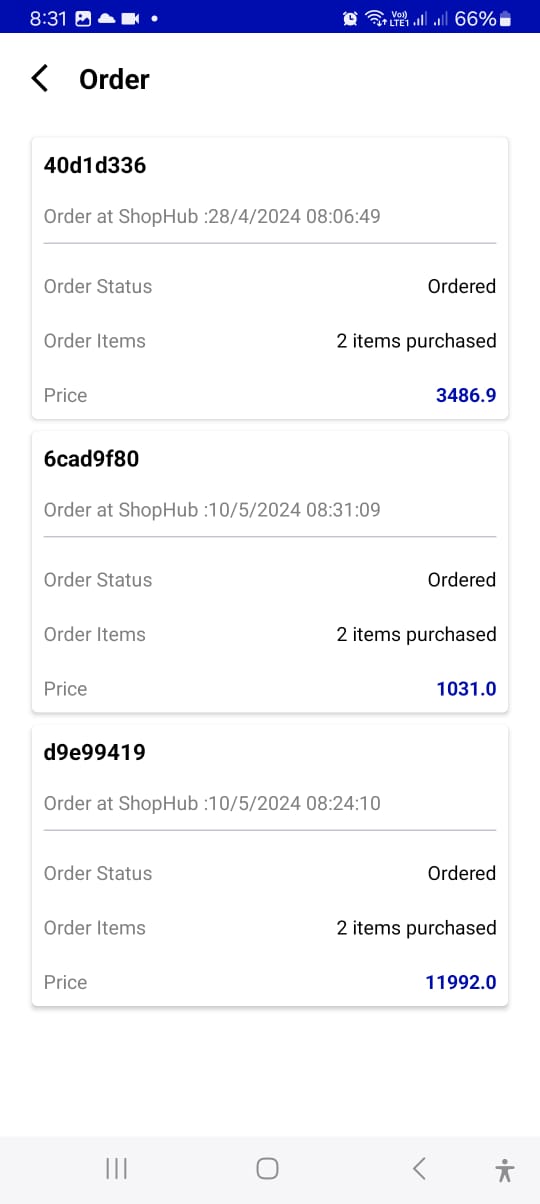 8:31 66%
Order
40d1d336
Order at ShopHub :28/4/2024 08:06:49
Order Status Ordered
Order Items 2 items purchased
Price 3486.9
6cad9f80
Order at ShopHub :10/5/2024 08:31:09
Order Status Ordered
Order Items 2 items purchased
Price 1031.0
d9e99419
Order at ShopHub :10/5/2024 08:24:10
Order Status Ordered
Order Items 2 items purchased
Price 11992.0